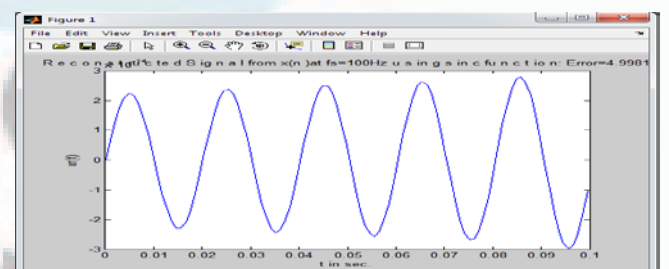 Figure 1
File Edit View Insert Tools Desktop Window Help
Signal from x(n)at fs=100Hz using sinc function: Error=4.9981
3
2
1
0
-1
-2
-3
0 0.01 0.02 0.03 0.04 0.05 0.06 0.07 0.08 0.09 0.1
t in sec.